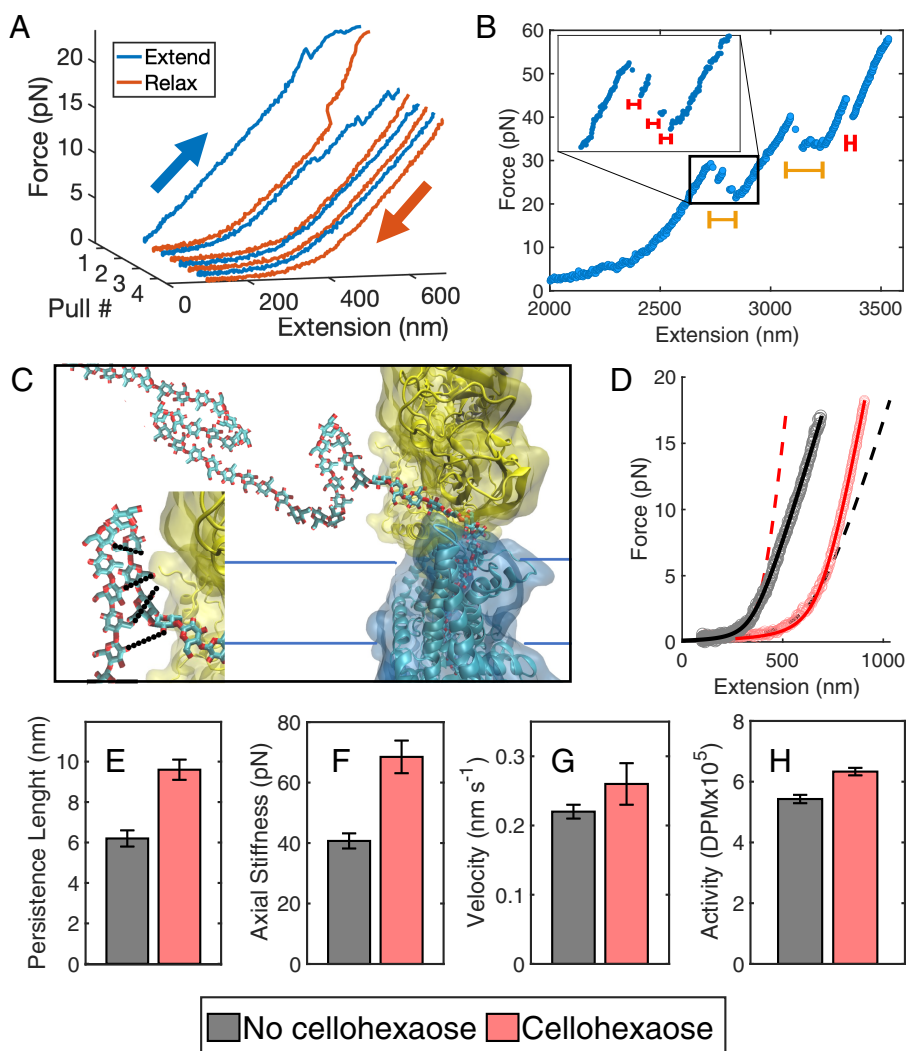 A
Force (pN)
20
15
10
5
0
Extend
Relax
1
2
3
4
Pull #
0
200
400
600
Extension (nm)
B
Force (pN)
60
50
40
30
20
10
0
2000
2500
3000
3500
Extension (nm)
C
D
Force (pN)
20
15
10
5
0
0
500
1000
Extension (nm)
E
Persistence Lenght (nm)
10
8
6
4
2
0
F
Axial Stiffness (pN)
80
60
40
20
0
G
Velocity (nm s⁻¹)
0.3
0.2
0.1
0
H
Activity (DPMx10⁵)
8
6
4
2
0
No cellohexaose
Cellohexaose